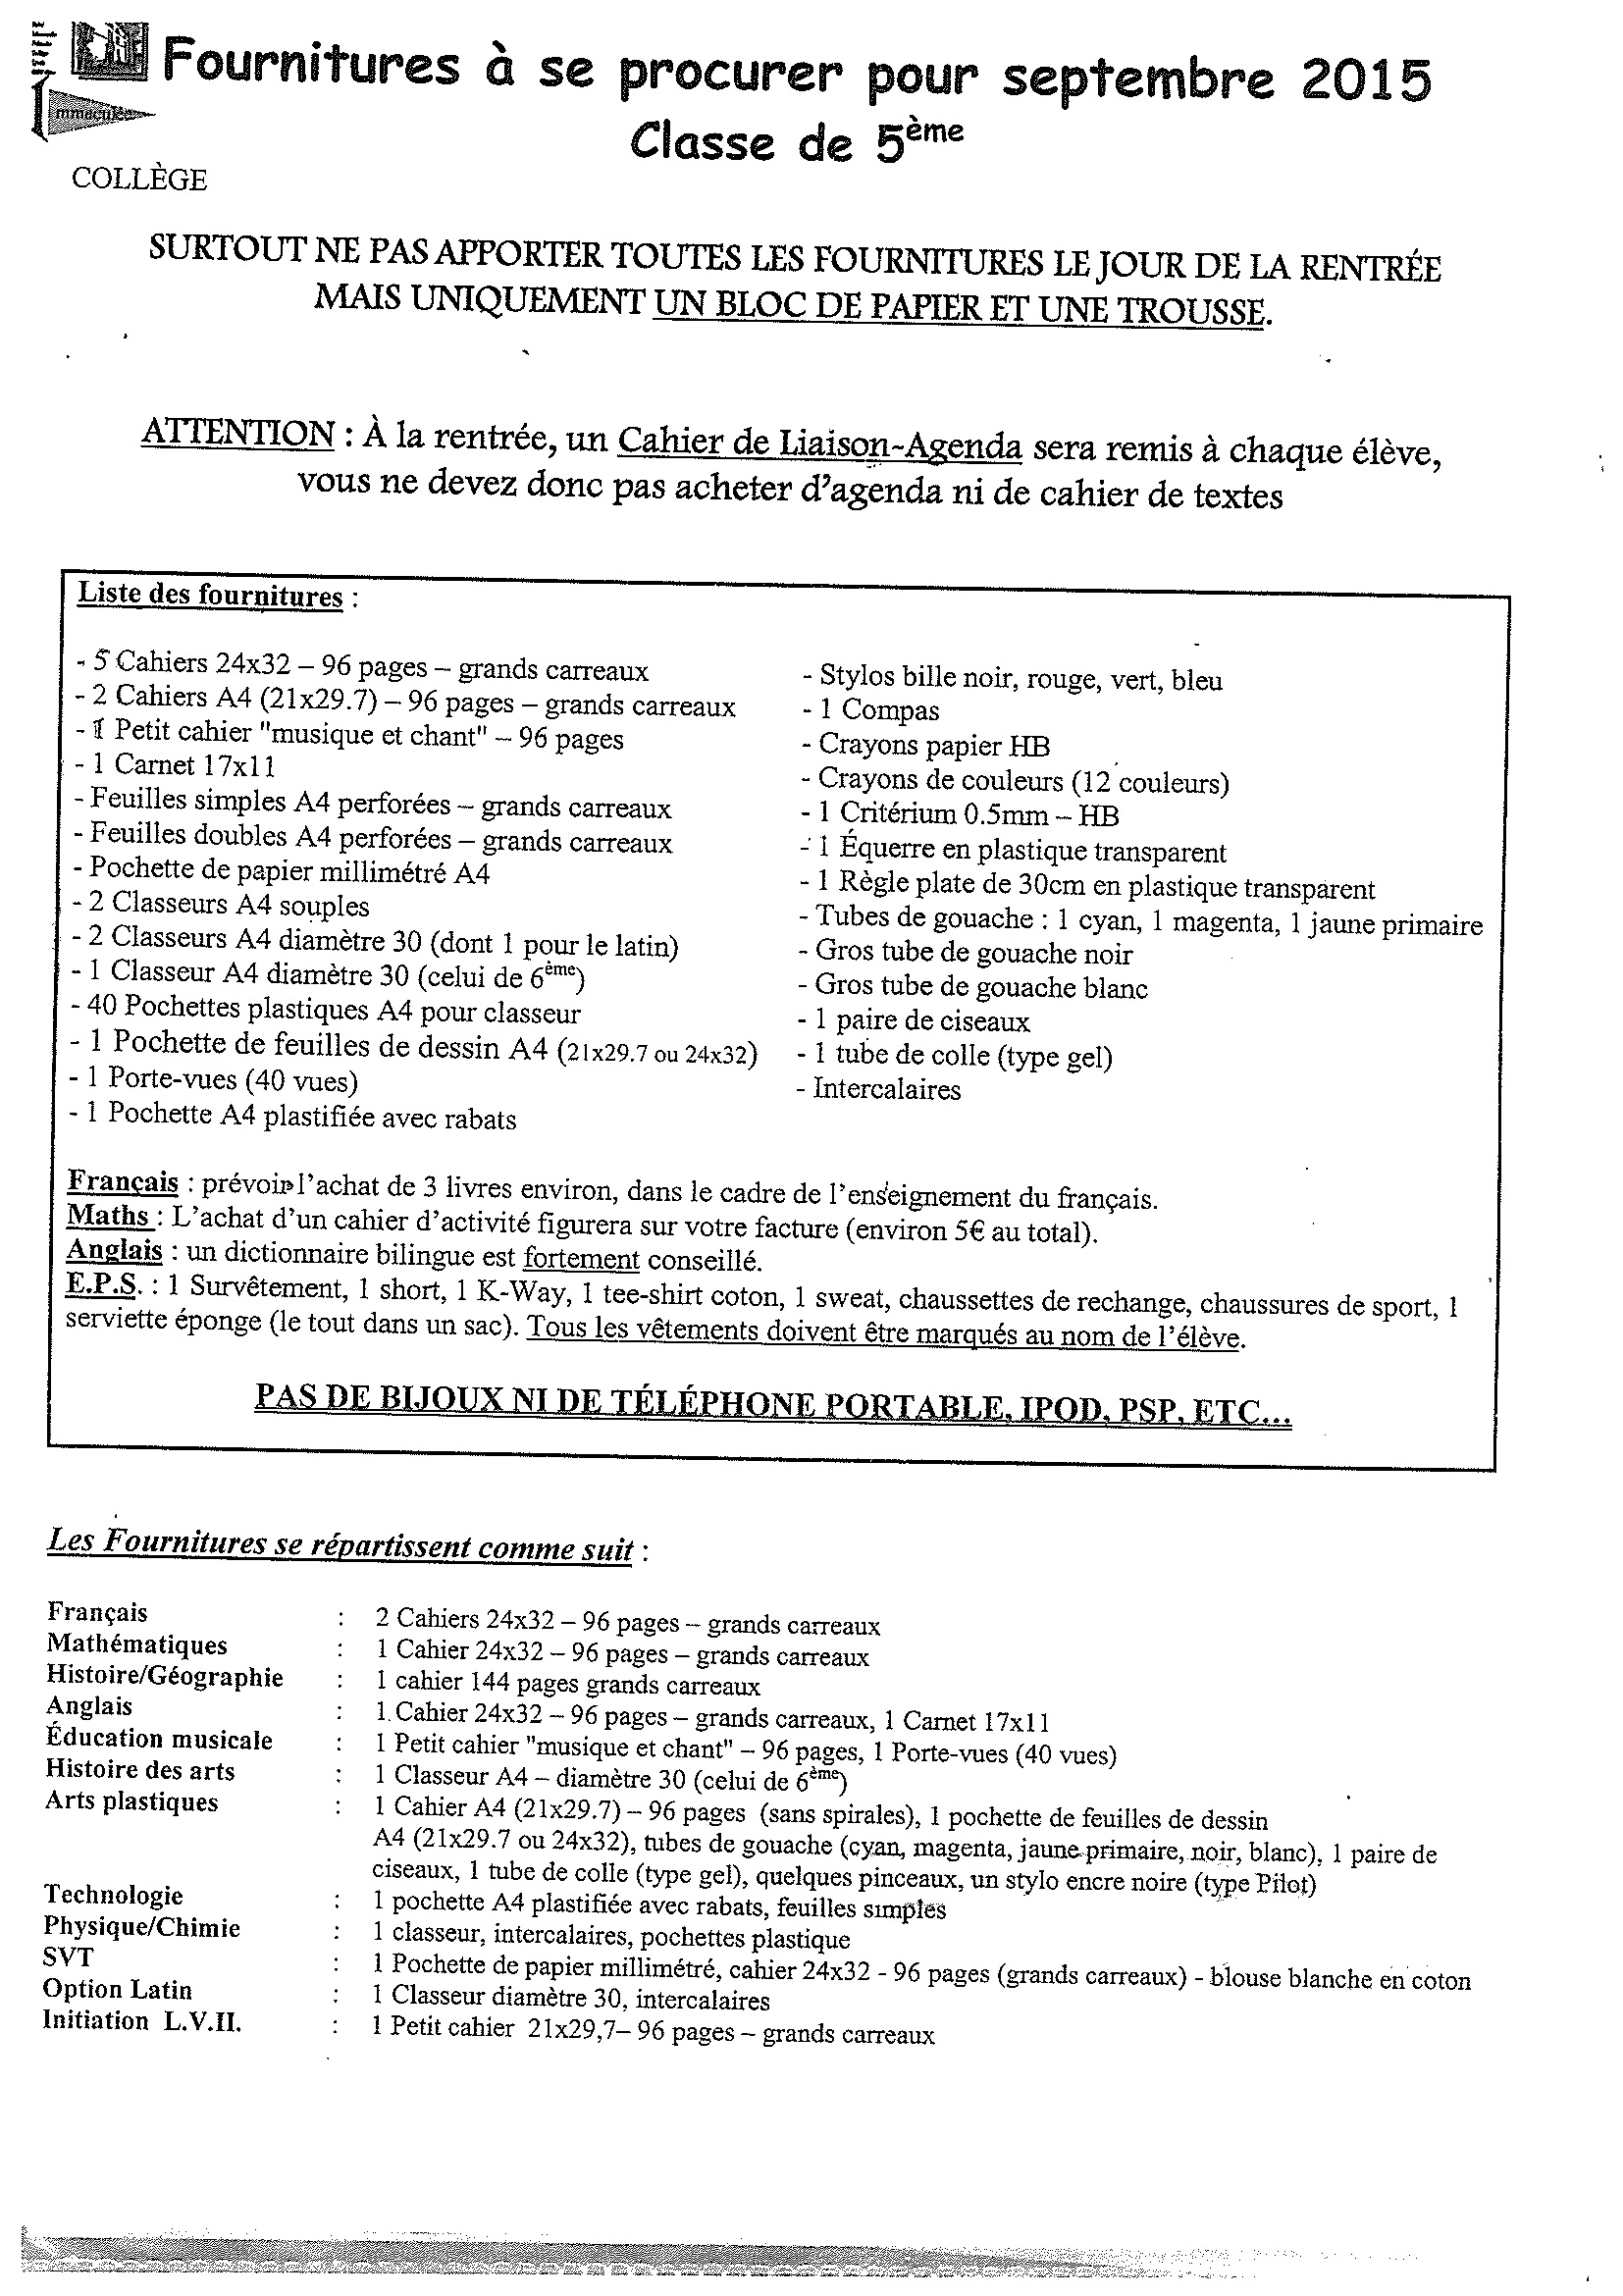 Fournitures à se procurer pour septembre 2015
Classe de 5ème
mmaculée
COLLÈGE
SURTOUT NE PAS APPORTER TOUTES LES FOURNITURES LE JOUR DE LA RENTRÉE
MAIS UNIQUEMENT UN BLOC DE PAPIER ET UNE TROUSSE.
ATTENTION : À la rentrée, un Cahier de Liaison-Agenda sera remis à chaque élève,
vous ne devez donc pas acheter d'agenda ni de cahier de textes
Liste des fournitures :
- 5 Cahiers 24x32 – 96 pages – grands carreaux
- 2 Cahiers A4 (21x29.7) – 96 pages – grands carreaux
- 1 Petit cahier "musique et chant" – 96 pages
- 1 Carnet 17x11
- Feuilles simples A4 perforées – grands carreaux
- Feuilles doubles A4 perforées – grands carreaux
- Pochette de papier millimétré A4
- 2 Classeurs A4 souples
- 2 Classeurs A4 diamètre 30 (dont 1 pour le latin)
- 1 Classeur A4 diamètre 30 (celui de 6ème)
- 40 Pochettes plastiques A4 pour classeur
- 1 Pochette de feuilles de dessin A4 (21x29.7 ou 24x32)
- 1 Porte-vues (40 vues)
- 1 Pochette A4 plastifiée avec rabats
- Stylos bille noir, rouge, vert, bleu
- 1 Compas
- Crayons papier HB
- Crayons de couleurs (12 couleurs)
- 1 Critérium 0.5mm – HB
- 1 Équerre en plastique transparent
- 1 Règle plate de 30cm en plastique transparent
- Tubes de gouache : 1 cyan, 1 magenta, 1 jaune primaire
- Gros tube de gouache noir
- Gros tube de gouache blanc
- 1 paire de ciseaux
- 1 tube de colle (type gel)
- Intercalaires
Français : prévoir l'achat de 3 livres environ, dans le cadre de l'enseignement du français.
Maths : L'achat d'un cahier d'activité figurera sur votre facture (environ 5€ au total).
Anglais : un dictionnaire bilingue est fortement conseillé.
E.P.S. : 1 Survêtement, 1 short, 1 K-Way, 1 tee-shirt coton, 1 sweat, chaussettes de rechange, chaussures de sport, 1
serviette éponge (le tout dans un sac). Tous les vêtements doivent être marqués au nom de l'élève.
PAS DE BIJOUX NI DE TÉLÉPHONE PORTABLE, IPOD, PSP, ETC...
Les Fournitures se répartissent comme suit :
Français : 2 Cahiers 24x32 – 96 pages – grands carreaux
Mathématiques : 1 Cahier 24x32 – 96 pages – grands carreaux
Histoire/Géographie : 1 cahier 144 pages grands carreaux
Anglais : 1 Cahier 24x32 – 96 pages – grands carreaux, 1 Carnet 17x11
Éducation musicale : 1 Petit cahier "musique et chant" – 96 pages, 1 Porte-vues (40 vues)
Histoire des arts : 1 Classeur A4 – diamètre 30 (celui de 6ème)
Arts plastiques : 1 Cahier A4 (21x29.7) – 96 pages (sans spirales), 1 pochette de feuilles de dessin
A4 (21x29.7 ou 24x32), tubes de gouache (cyan, magenta, jaune primaire, noir, blanc), 1 paire de
ciseaux, 1 tube de colle (type gel), quelques pinceaux, un stylo encre noire (type Pilot)
Technologie : 1 pochette A4 plastifiée avec rabats, feuilles simples
Physique/Chimie : 1 classeur, intercalaires, pochettes plastique
SVT : 1 Pochette de papier millimétré, cahier 24x32 - 96 pages (grands carreaux) - blouse blanche en coton
Option Latin : 1 Classeur diamètre 30, intercalaires
Initiation L.V.II. : 1 Petit cahier 21x29,7– 96 pages – grands carreaux